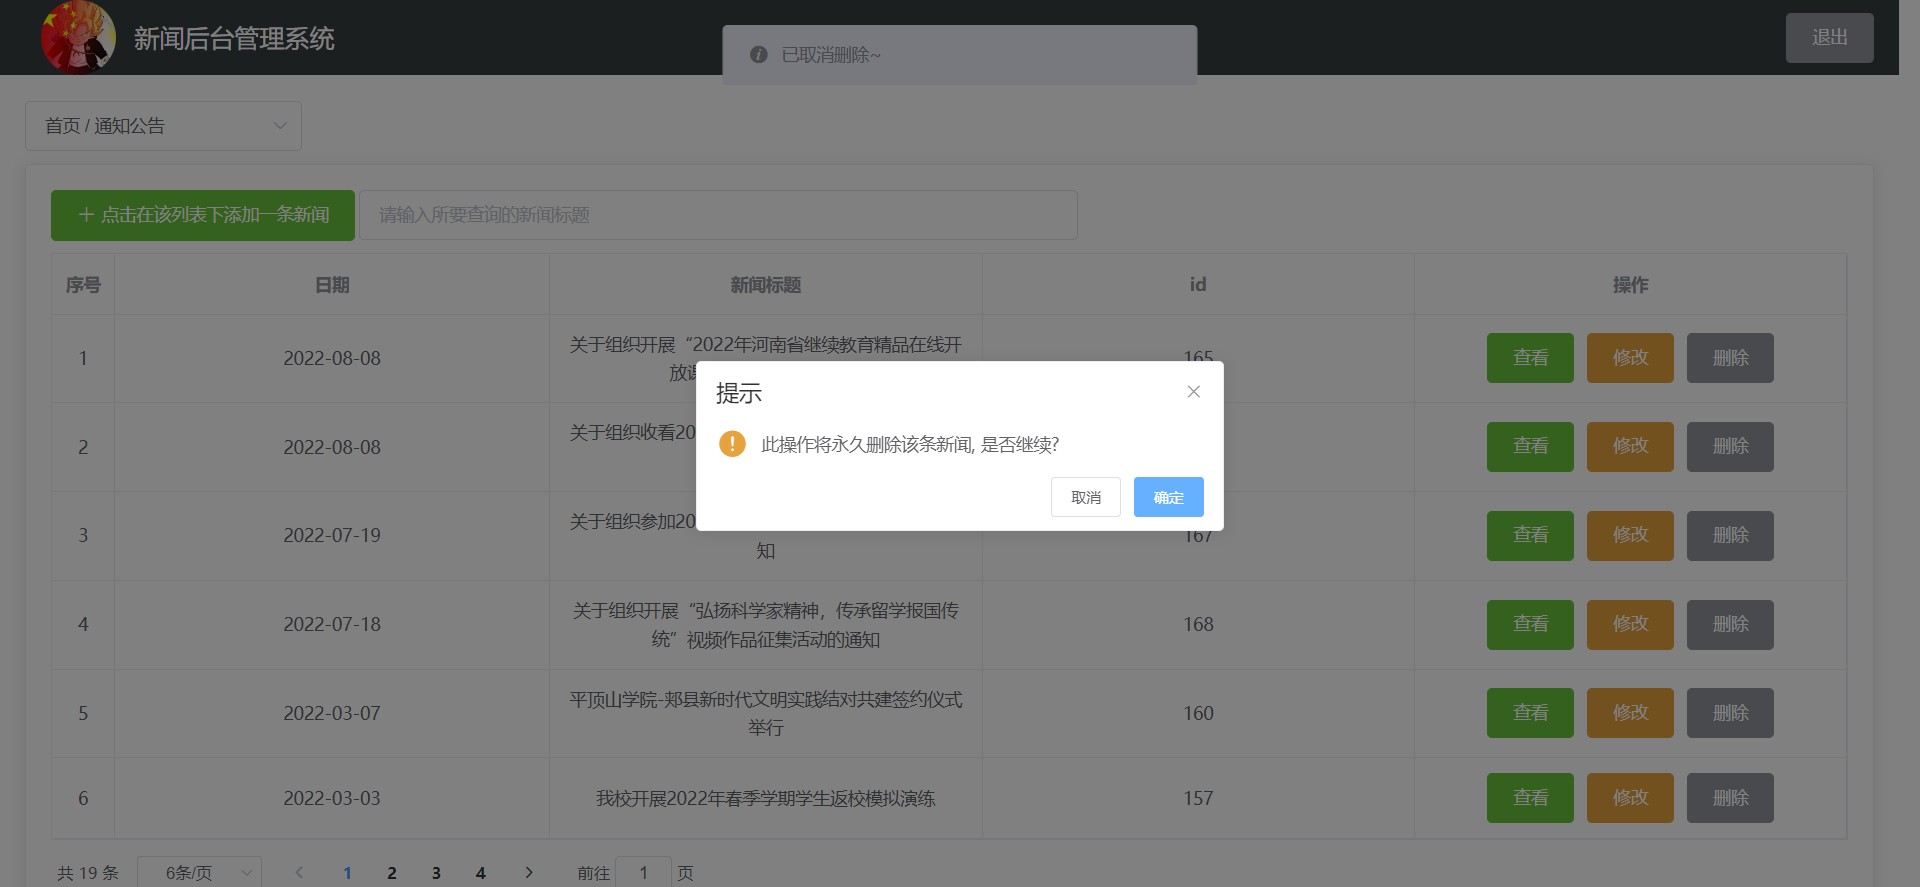 新闻后台管理系统
已取消删除~
退出
首页 / 通知公告
点击在该列表下添加一条新闻
请输入所要查询的新闻标题
序号 日期 新闻标题 id 操作
1 2022-08-08 关于组织开展“2022年河南省继续教育精品在线开 165 查看 修改 删除
2 2022-08-08 关于组织收看20 查看 修改 删除
3 2022-07-19 关于组织参加20 167 查看 修改 删除
知
4 2022-07-18 关于组织开展“弘扬科学家精神，传承留学报国传 168 查看 修改 删除
统”视频作品征集活动的通知
5 2022-03-07 平顶山学院-郏县新时代文明实践结对共建签约仪式 160 查看 修改 删除
举行
6 2022-03-03 我校开展2022年春季学期学生返校模拟演练 157 查看 修改 删除
提示
此操作将永久删除该条新闻, 是否继续?
取消 确定
共 19 条 6条/页 1 2 3 4 前往 1 页